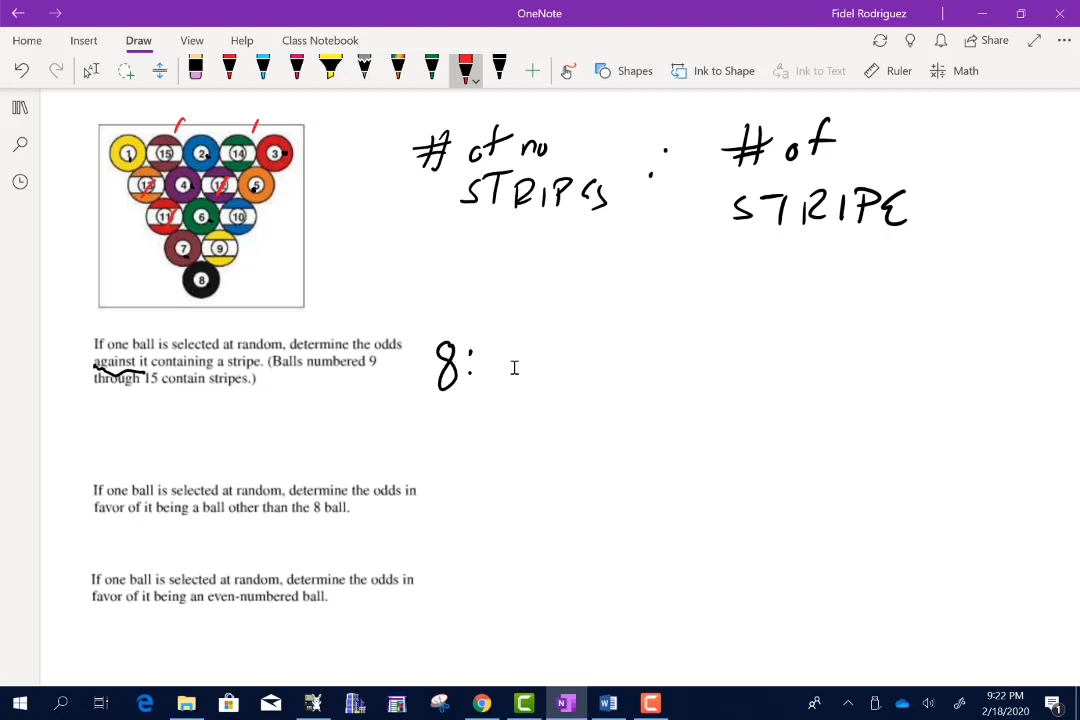 OneNote
Fidel Rodriguez
Home Insert Draw View Help Class Notebook
Share
Shapes Ink to Shape Ink to Text Ruler Math
1 15 2 14 3
13 4 12 5
11 6 10
7 9
8
# of no : # of
STRIPES STRIPE
If one ball is selected at random, determine the odds
against it containing a stripe. (Balls numbered 9
through 15 contain stripes.)
8:
If one ball is selected at random, determine the odds in
favor of it being a ball other than the 8 ball.
If one ball is selected at random, determine the odds in
favor of it being an even-numbered ball.
9:22 PM
2/18/2020
1